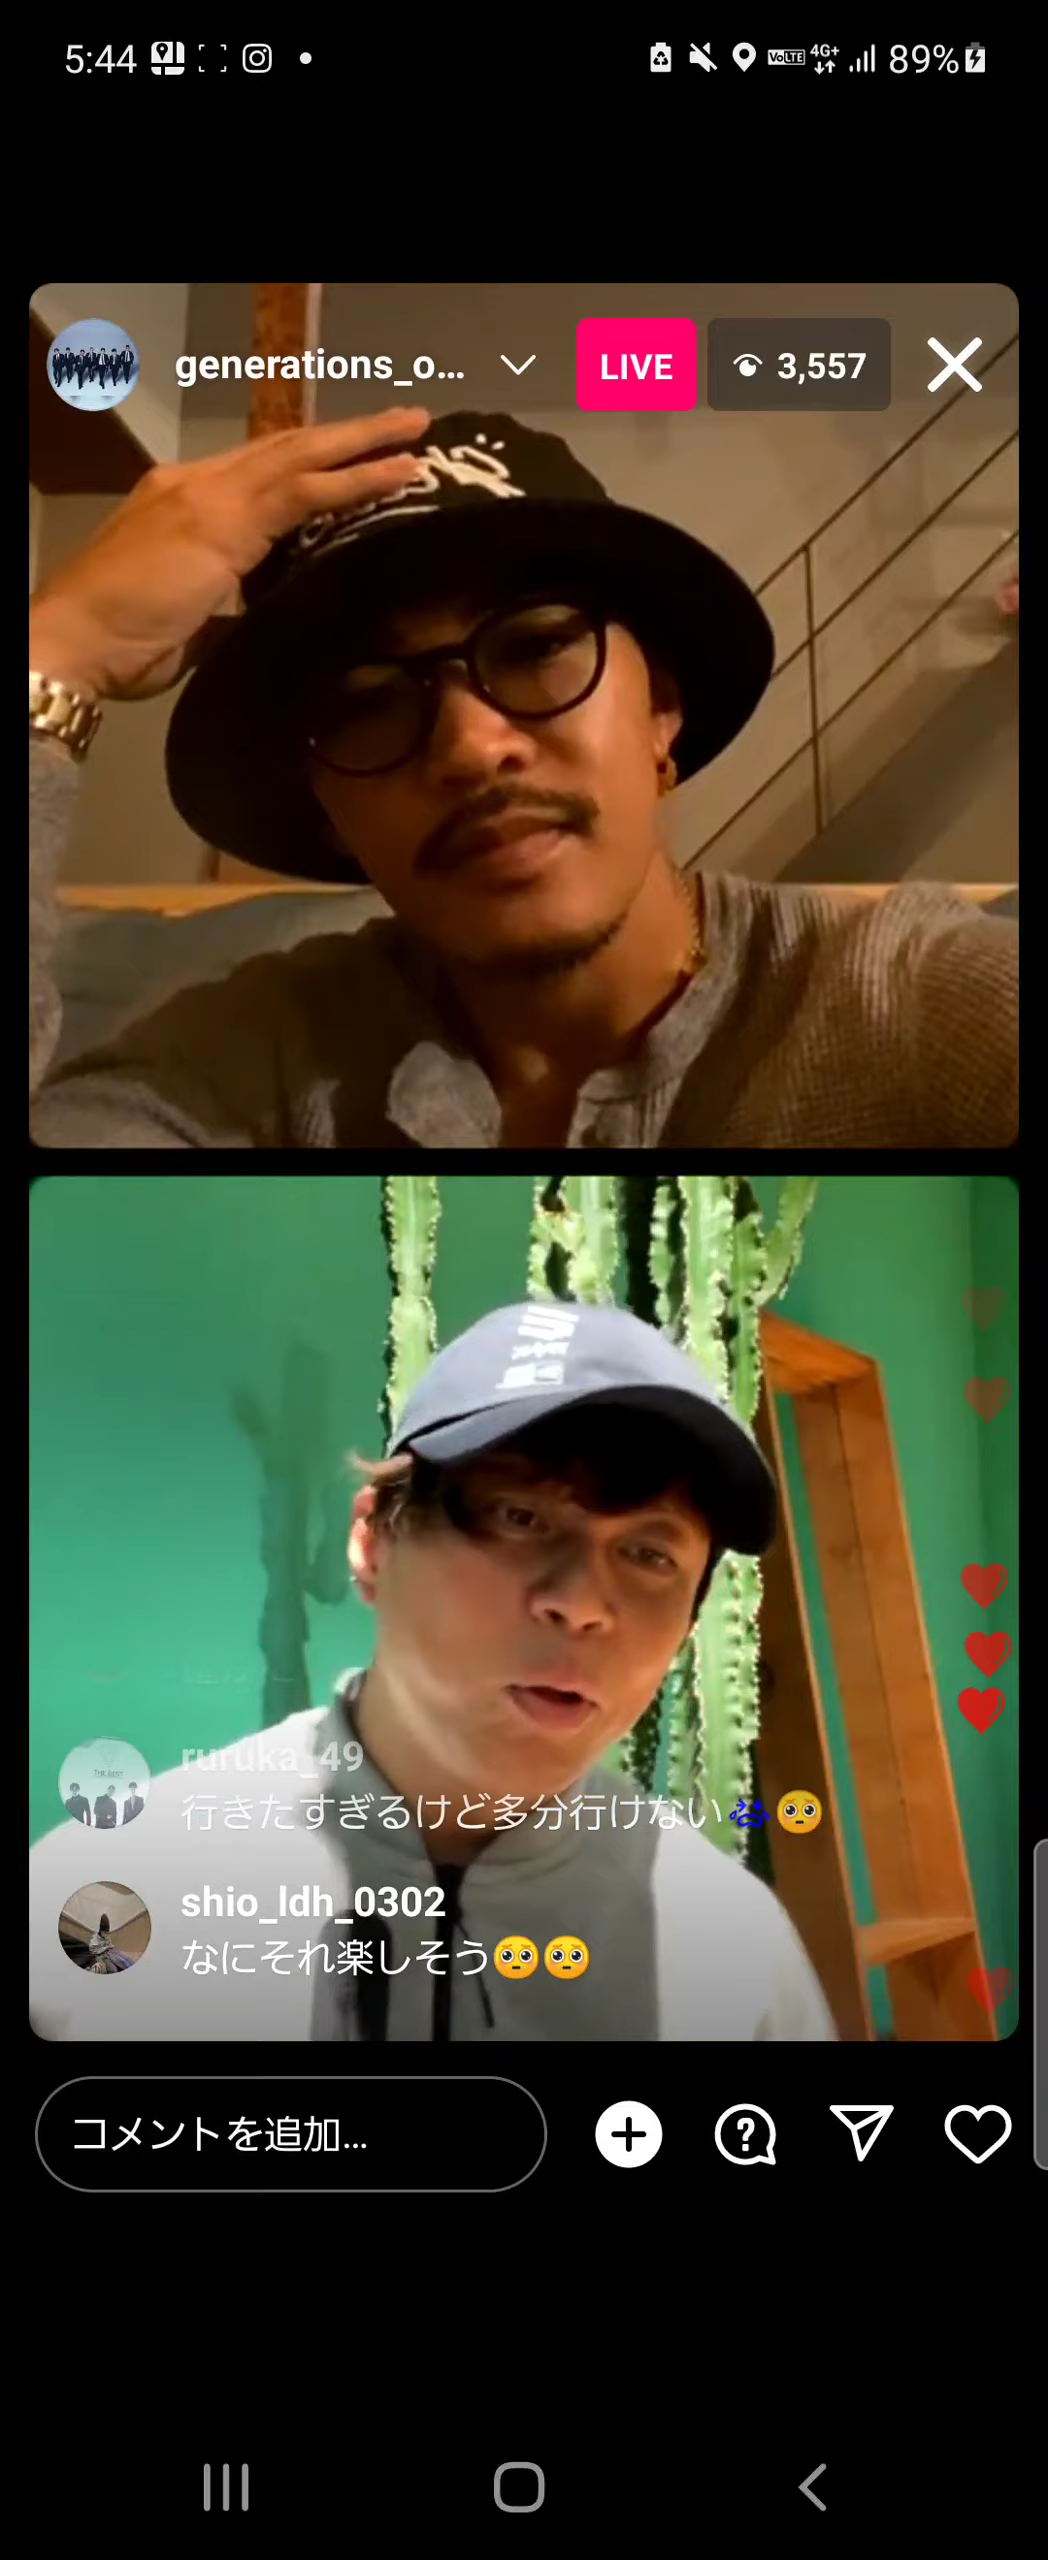 5:44
VoLTE 4G+ 89%
generations_o...
LIVE
3,557
ruruka_49
行きたすぎるけど多分行けない😭🥺
shio_ldh_0302
なにそれ楽しそう🥺🥺
コメントを追加...